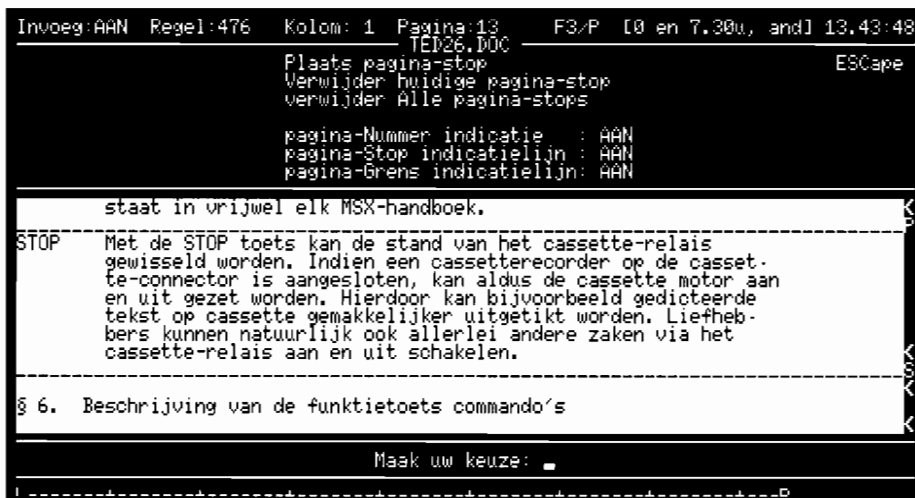 Invoeg:AAN Regel:476 Kolom: 1 Pagina:13 F3/P [0 en 7.30u, and] 13.43:48
TED26.DOC
Plaats pagina-stop ESCape
Verwijder huidige pagina-stop
verwijder Alle pagina-stops
pagina-Nummer indicatie : AAN
pagina-Stop indicatielijn : AAN
pagina-Grens indicatielijn: AAN
staat in vrijwel elk MSX-handboek. K
P
STOP Met de STOP toets kan de stand van het cassette-relais
gewisseld worden. Indien een cassetterecorder op de casset-
te-connector is aangesloten, kan aldus de cassette motor aan
en uit gezet worden. Hierdoor kan bijvoorbeeld gedicteerde
tekst op cassette gemakkelijker uitgetikt worden. Liefheb-
bers kunnen natuurlijk ook allerlei andere zaken via het
cassette-relais aan en uit schakelen. K
S
K
§ 6. Beschrijving van de funktietoets commando's
K
Maak uw keuze:
L-------+-------+-------+-------+-------+-------+-------+-------+---R